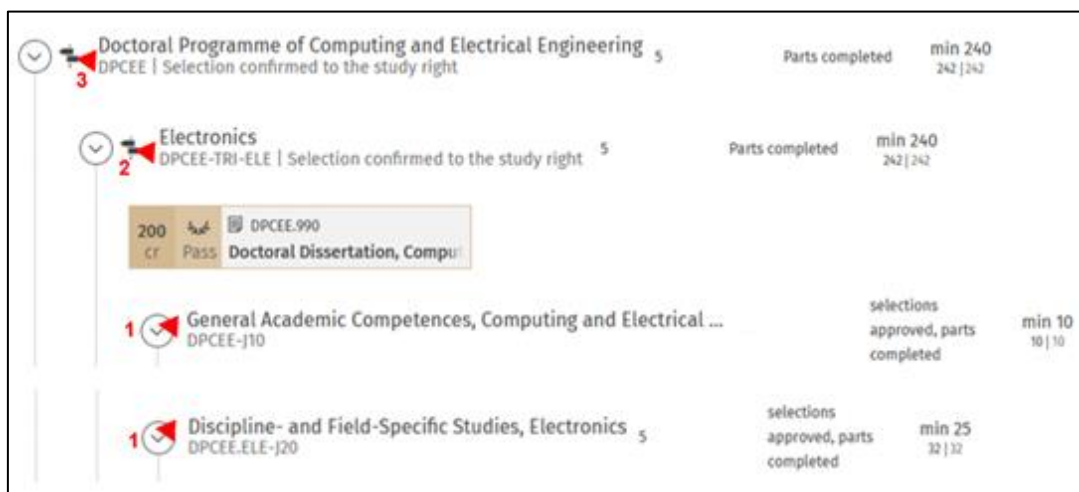 Doctoral Programme of Computing and Electrical Engineering 5
DPCEE | Selection confirmed to the study right
Parts completed
min 240
242 | 242
3
Electronics 5
DPCEE-TRI-ELE | Selection confirmed to the study right
Parts completed
min 240
242 | 242
2
200 cr
Pass
DPCEE.990
Doctoral Dissertation, Comput
1
General Academic Competences, Computing and Electrical ...
DPCEE-J10
selections
approved, parts
completed
min 10
10 | 10
1
Discipline- and Field-Specific Studies, Electronics 5
DPCEE.ELE-J20
selections
approved, parts
completed
min 25
32 | 32